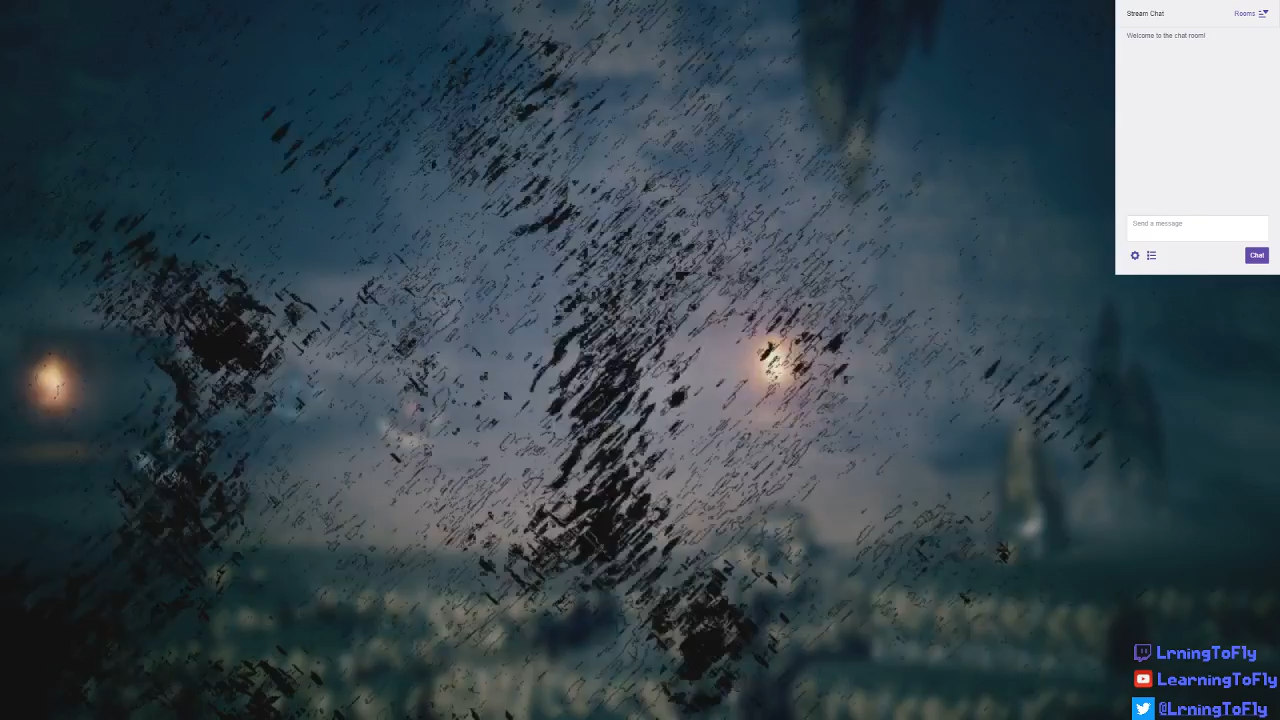 Stream Chat
Rooms
Welcome to the chat room!
Send a message
Chat
LrningToFly
LearningToFly
@LrningToFly